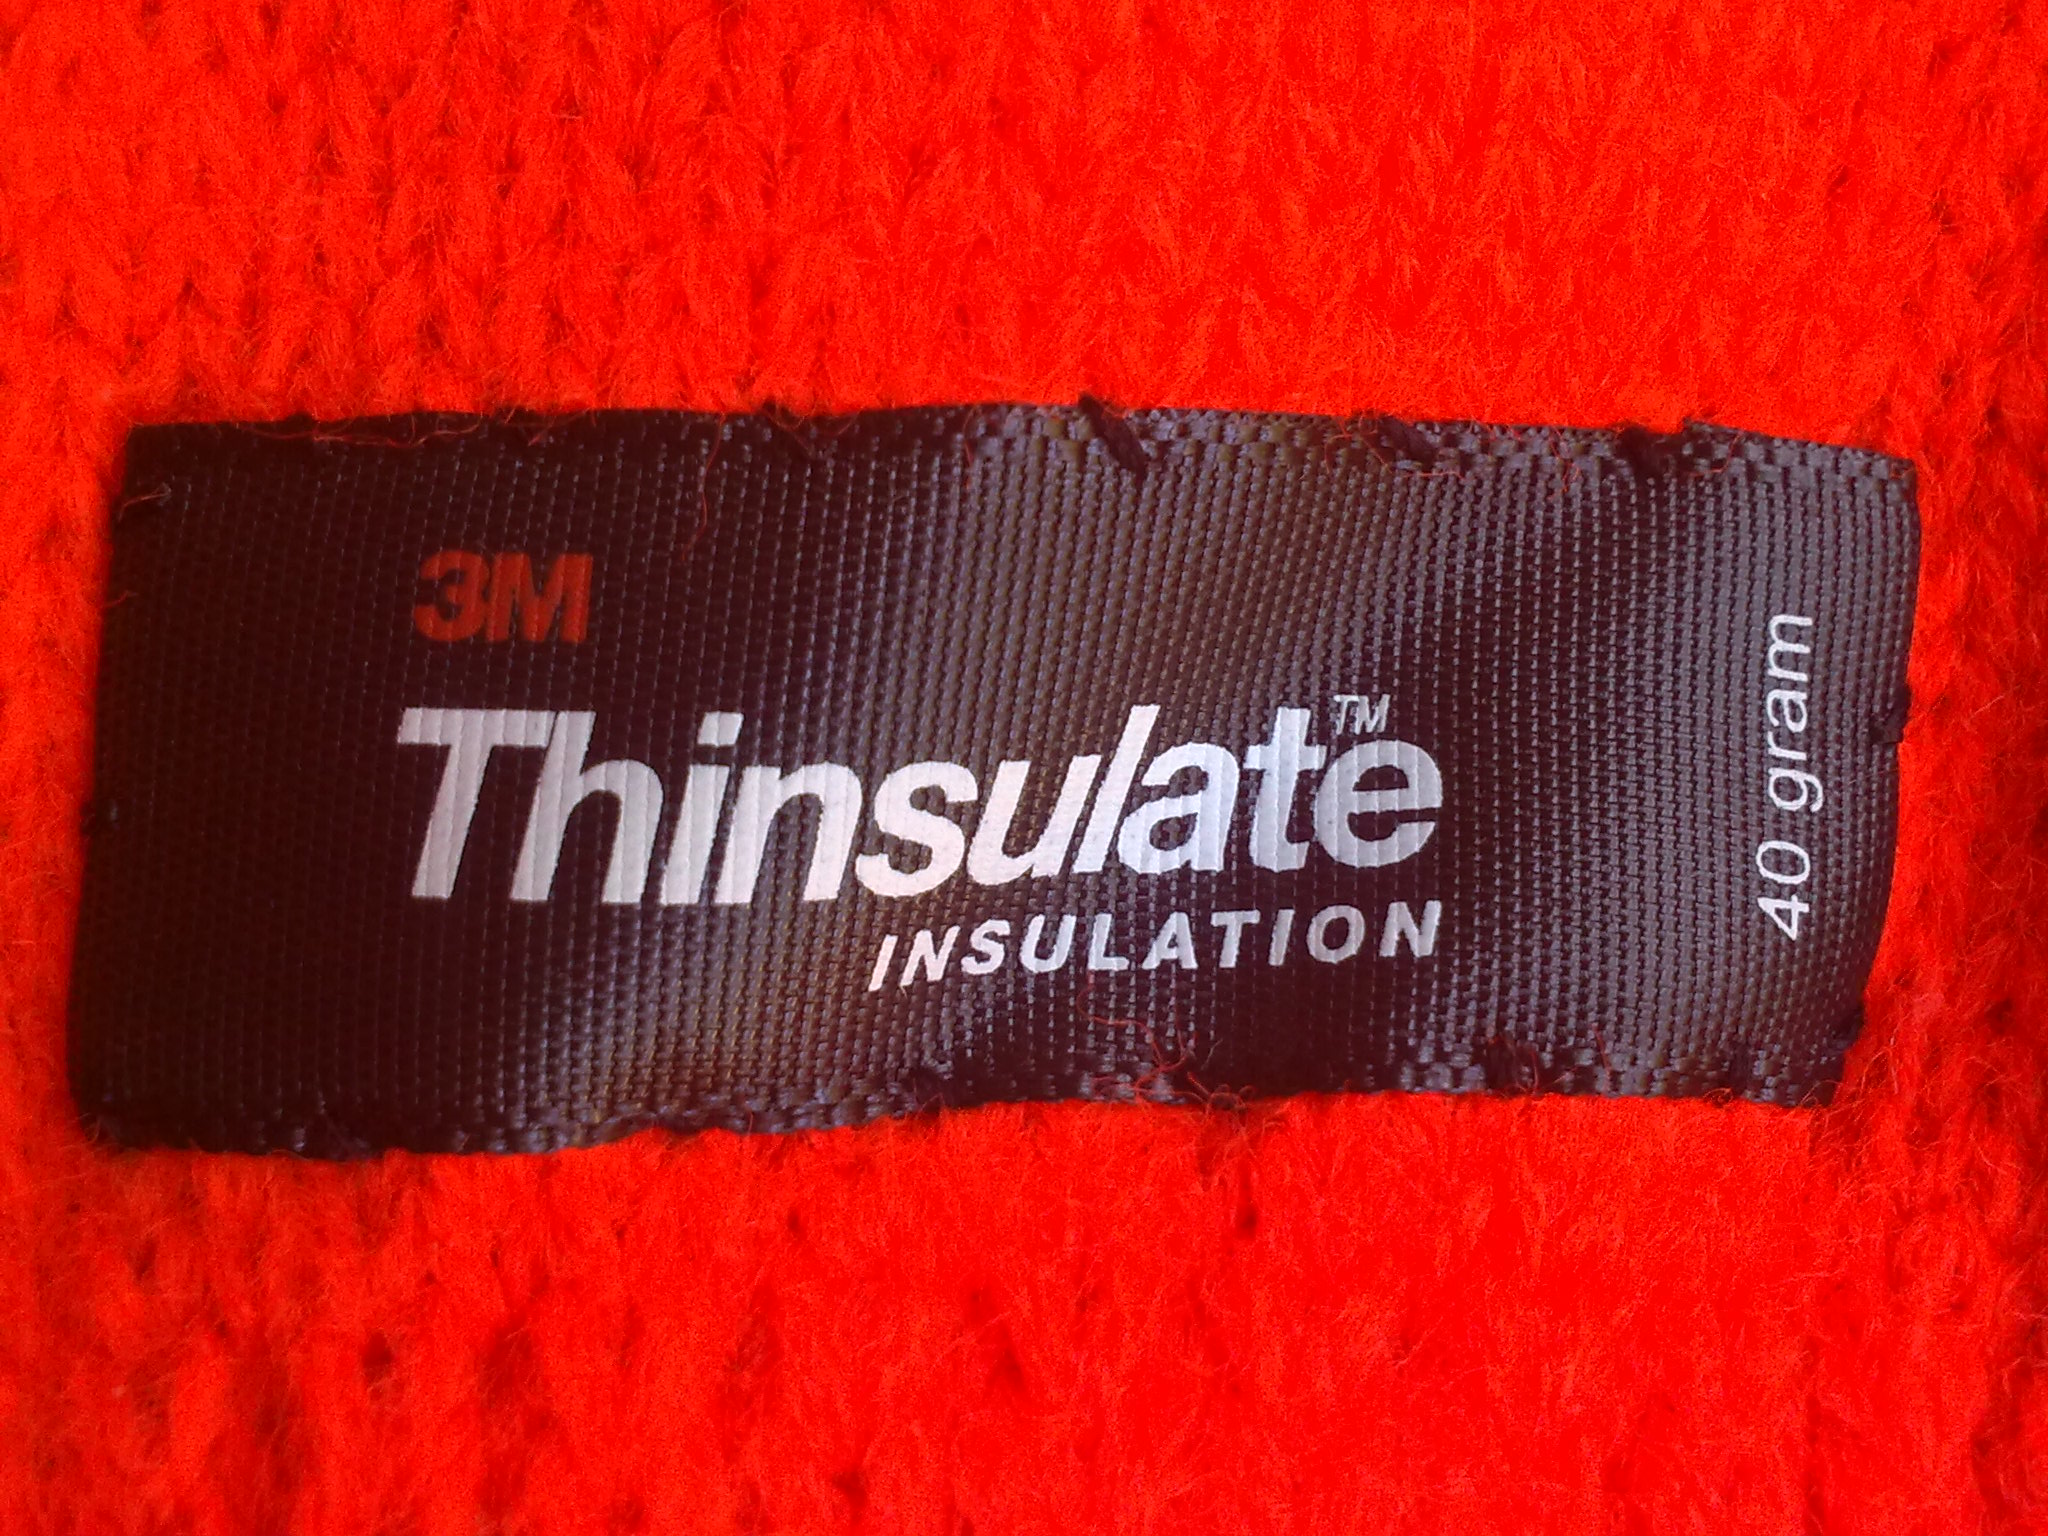 3M
Thinsulate™
INSULATION
40 gram